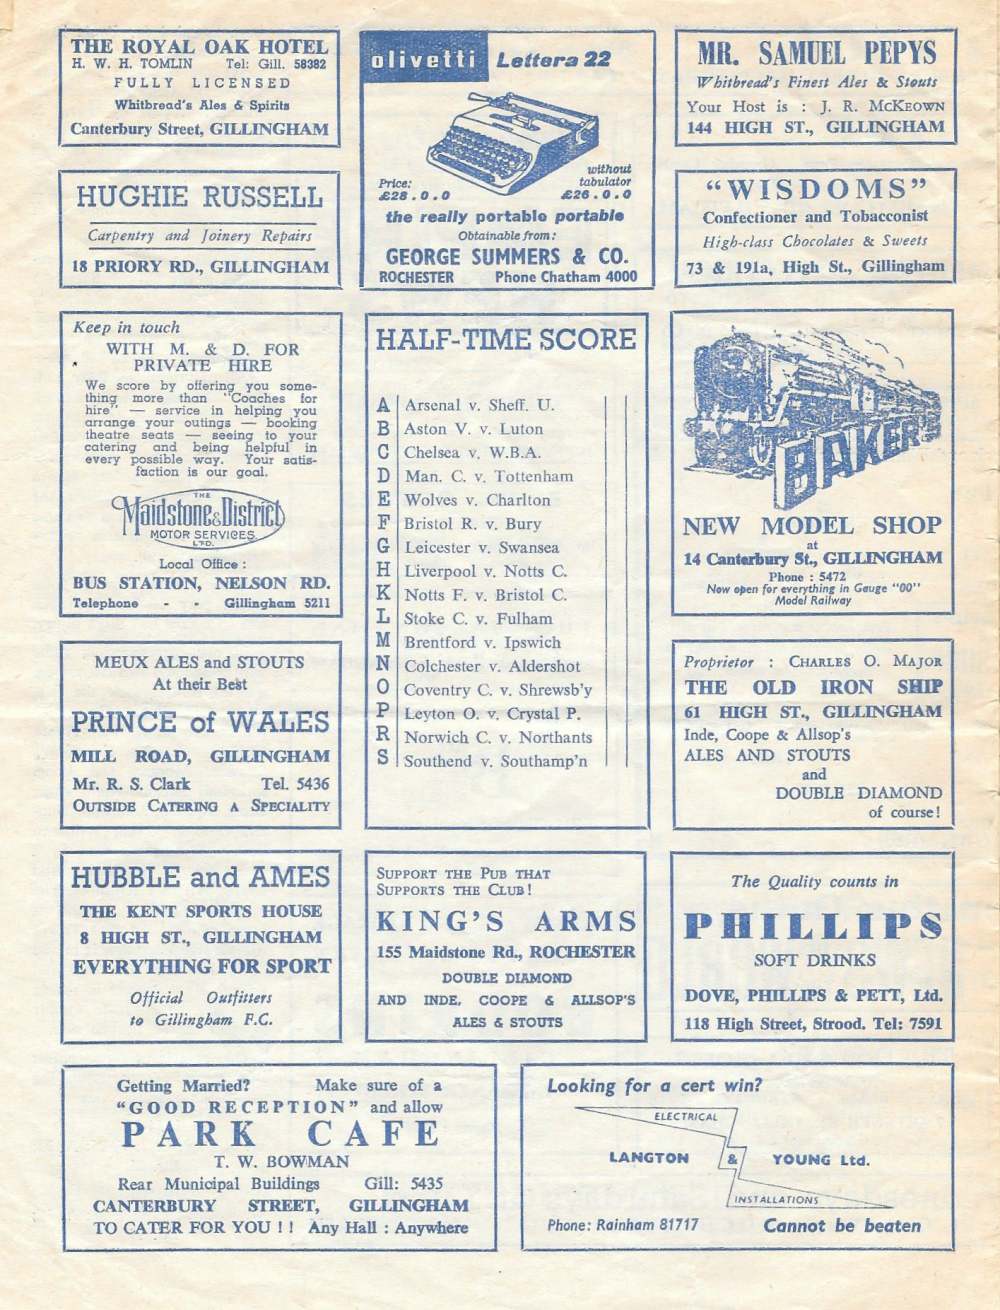 THE ROYAL OAK HOTEL
H. W. H. TOMLIN Tel: Gill. 58382
FULLY LICENSED
Whitbread's Ales & Spirits
Canterbury Street, GILLINGHAM
olivetti Lettera 22
Price: £28.0.0
without tabulator £26.0.0
the really portable portable
Obtainable from:
GEORGE SUMMERS & CO.
ROCHESTER Phone Chatham 4000
MR. SAMUEL PEPYS
Whitbread's Finest Ales & Stouts
Your Host is : J. R. McKEOWN
144 HIGH ST., GILLINGHAM
HUGHIE RUSSELL
Carpentry and Joinery Repairs
18 PRIORY RD., GILLINGHAM
"WISDOMS"
Confectioner and Tobacconist
High-class Chocolates & Sweets
73 & 191a, High St., Gillingham
Keep in touch
WITH M. & D. FOR
PRIVATE HIRE
We score by offering you some-
thing more than "Coaches for
hire" — service in helping you
arrange your outings — booking
theatre seats — seeing to your
catering and being helpful in
every possible way. Your satis-
faction is our goal.
THE
Maidstone & District
MOTOR SERVICES
LTD.
Local Office :
BUS STATION, NELSON RD.
Telephone - - Gillingham 5211
HALF-TIME SCORE
A Arsenal v. Sheff. U.
B Aston V. v. Luton
C Chelsea v. W.B.A.
D Man. C. v. Tottenham
E Wolves v. Charlton
F Bristol R. v. Bury
G Leicester v. Swansea
H Liverpool v. Notts C.
K Notts F. v. Bristol C.
L Stoke C. v. Fulham
M Brentford v. Ipswich
N Colchester v. Aldershot
O Coventry C. v. Shrewsb'y
P Leyton O. v. Crystal P.
R Norwich C. v. Northants
S Southend v. Southamp'n
BAKER'S
NEW MODEL SHOP
at
14 Canterbury St., GILLINGHAM
Phone : 5472
Now open for everything in Gauge "00"
Model Railway
MEUX ALES and STOUTS
At their Best
PRINCE of WALES
MILL ROAD, GILLINGHAM
Mr. R. S. Clark Tel. 5436
OUTSIDE CATERING A SPECIALITY
Proprietor : CHARLES O. MAJOR
THE OLD IRON SHIP
61 HIGH ST., GILLINGHAM
Inde, Coope & Allsop's
ALES AND STOUTS
and
DOUBLE DIAMOND
of course!
HUBBLE and AMES
THE KENT SPORTS HOUSE
8 HIGH ST., GILLINGHAM
EVERYTHING FOR SPORT
Official Outfitters
to Gillingham F.C.
SUPPORT THE PUB THAT
SUPPORTS THE CLUB!
KING'S ARMS
155 Maidstone Rd., ROCHESTER
DOUBLE DIAMOND
AND INDE, COOPE & ALLSOP'S
ALES & STOUTS
The Quality counts in
PHILLIPS
SOFT DRINKS
DOVE, PHILLIPS & PETT, Ltd.
118 High Street, Strood. Tel: 7591
Getting Married? Make sure of a
"GOOD RECEPTION" and allow
PARK CAFE
T. W. BOWMAN
Rear Municipal Buildings Gill: 5435
CANTERBURY STREET, GILLINGHAM
TO CATER FOR YOU ! ! Any Hall : Anywhere
Looking for a cert win?
ELECTRICAL
LANGTON & YOUNG Ltd.
INSTALLATIONS
Phone: Rainham 81717 Cannot be beaten